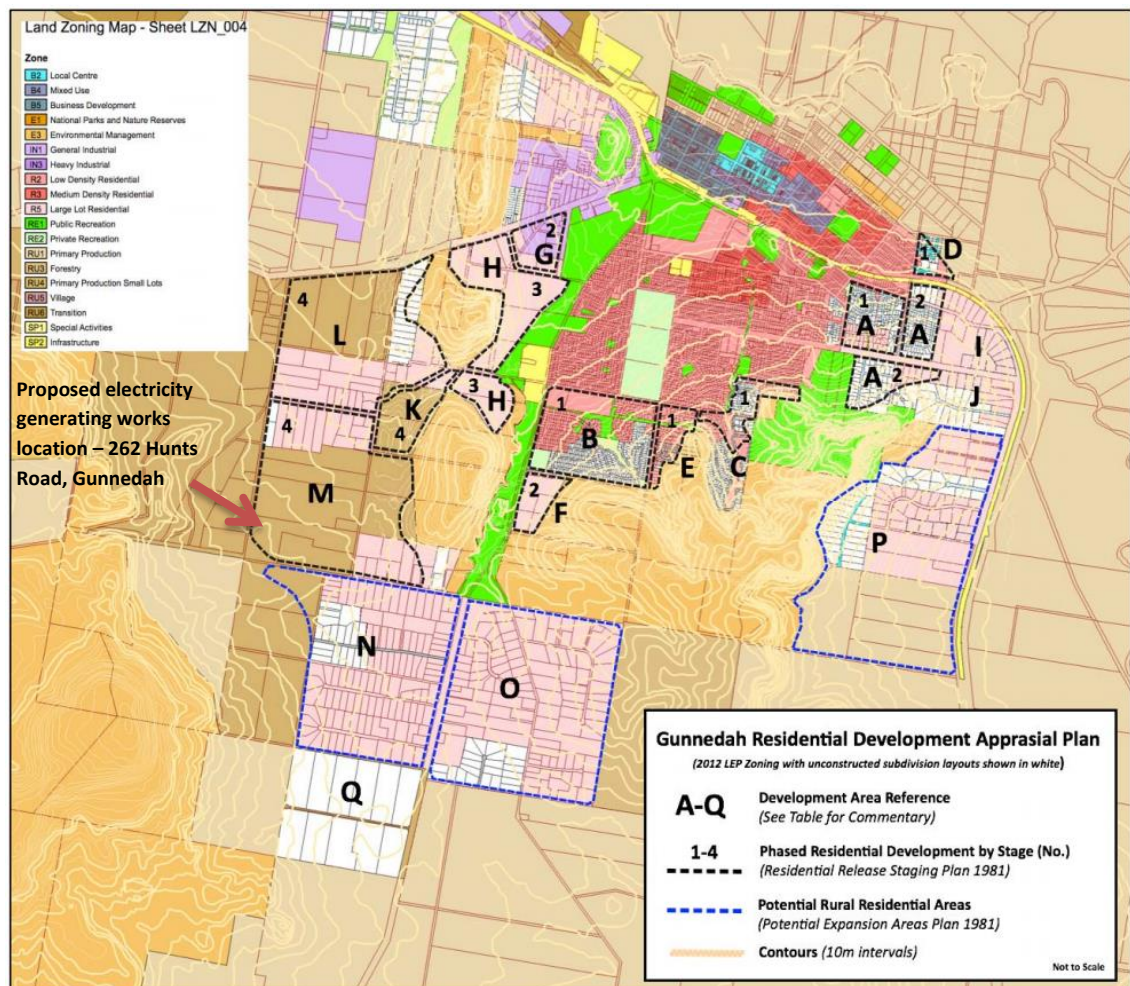 Land Zoning Map - Sheet LZN_004
Zone
B2 Local Centre
B4 Mixed Use
B5 Business Development
E1 National Parks and Nature Reserves
E3 Environmental Management
IN1 General Industrial
IN3 Heavy Industrial
R2 Low Density Residential
R3 Medium Density Residential
R5 Large Lot Residential
RE1 Public Recreation
RE2 Private Recreation
RU1 Primary Production
RU3 Forestry
RU4 Primary Production Small Lots
RU5 Village
RU6 Transition
SP1 Special Activities
SP2 Infrastructure
2
G
H
3
1
D
4
L
1
A
2
A
I
Proposed electricity
generating works
location – 262 Hunts
Road, Gunnedah
3
H
A
2
J
K
4
4
1
B
1
1
E
C
M
2
F
P
N
O
Q
Gunnedah Residential Development Apprasial Plan
(2012 LEP Zoning with unconstructed subdivision layouts shown in white)
A-Q Development Area Reference
(See Table for Commentary)
1-4 Phased Residential Development by Stage (No.)
(Residential Release Staging Plan 1981)
Potential Rural Residential Areas
(Potential Expansion Areas Plan 1981)
Contours (10m intervals)
Not to Scale